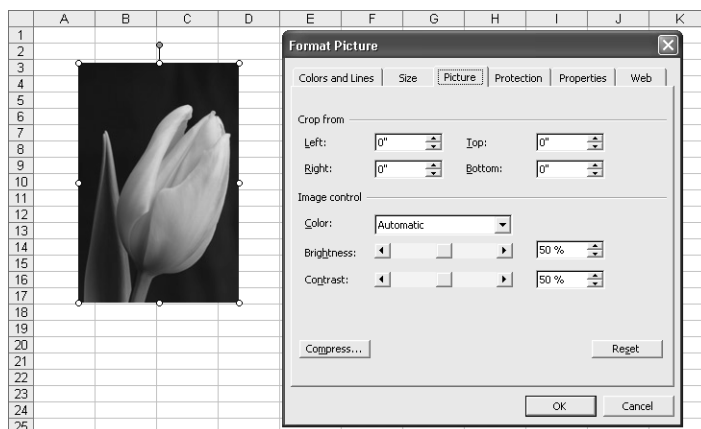 A B C D E F G H I J K
1
2
3
4
5
6
7
8
9
10
11
12
13
14
15
16
17
18
19
20
21
22
23
24
25
Format Picture
Colors and Lines Size Picture Protection Properties Web
Crop from
Left: 0" Top: 0"
Right: 0" Bottom: 0"
Image control
Color: Automatic
Brightness: 50 %
Contrast: 50 %
Compress... Reset
OK Cancel